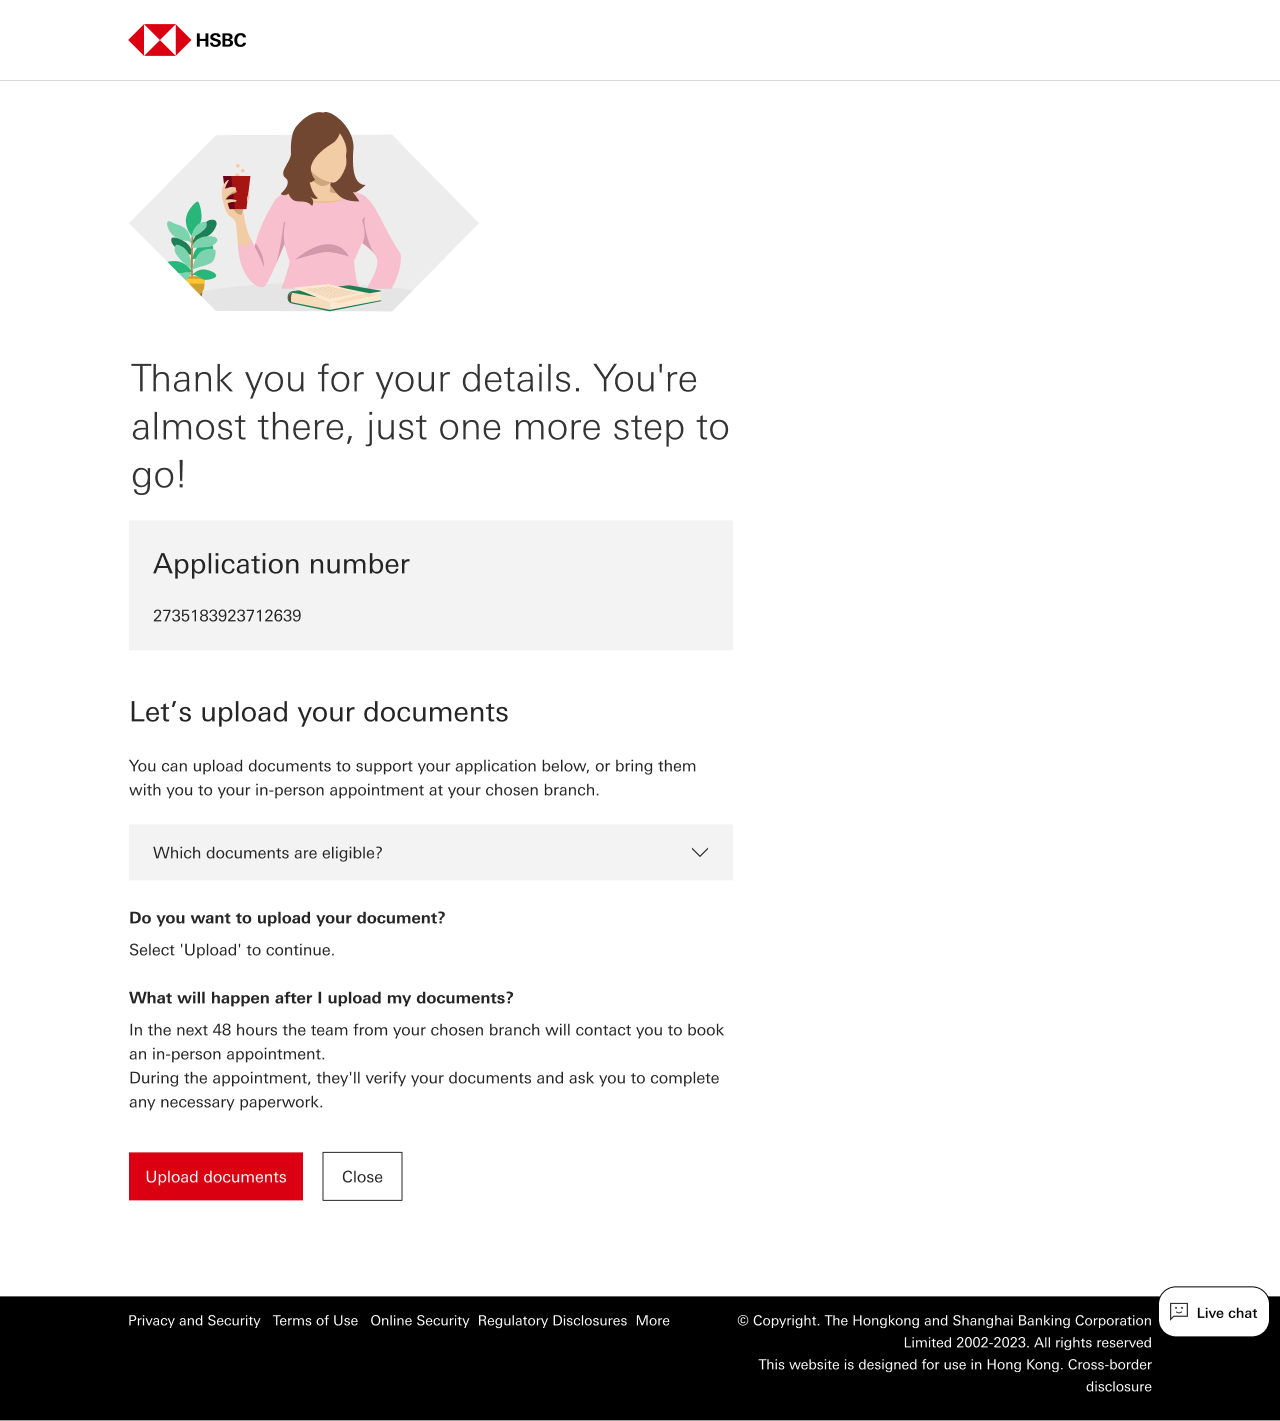 HSBC
Thank you for your details. You're
almost there, just one more step to
go!
Application number
2735183923712639
Let’s upload your documents
You can upload documents to support your application below, or bring them
with you to your in-person appointment at your chosen branch.
Which documents are eligible?
Do you want to upload your document?
Select 'Upload' to continue.
What will happen after I upload my documents?
In the next 48 hours the team from your chosen branch will contact you to book
an in-person appointment.
During the appointment, they'll verify your documents and ask you to complete
any necessary paperwork.
Upload documents
Close
Privacy and Security Terms of Use Online Security Regulatory Disclosures More
© Copyright. The Hongkong and Shanghai Banking Corporation
Limited 2002-2023. All rights reserved
This website is designed for use in Hong Kong. Cross-border
disclosure
Live chat